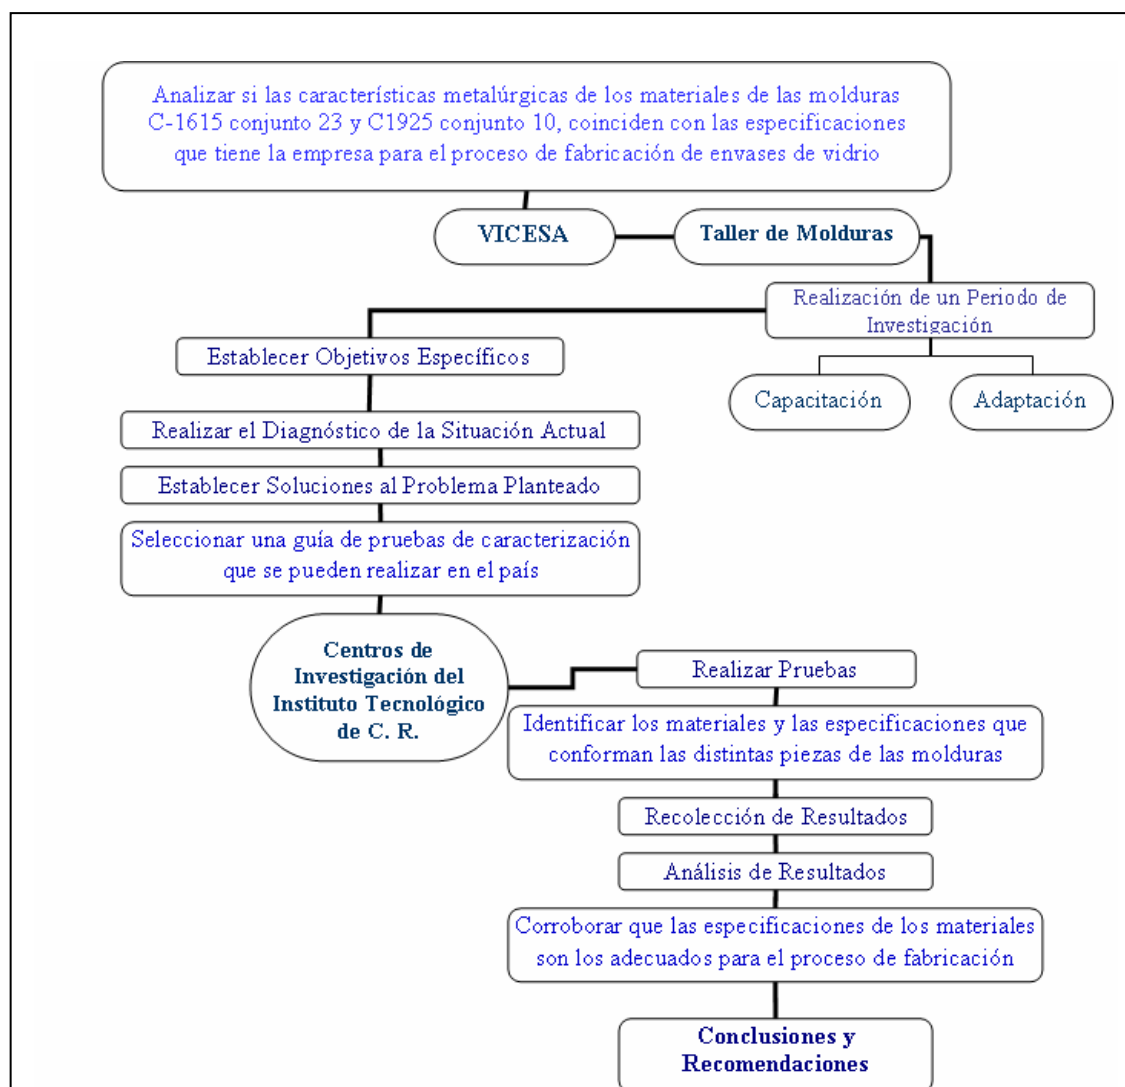 Analizar si las características metalúrgicas de los materiales de las molduras
C-1615 conjunto 23 y C1925 conjunto 10, coinciden con las especificaciones
que tiene la empresa para el proceso de fabricación de envases de vidrio
VICESA
Taller de Molduras
Realización de un Periodo de
Investigación
Capacitación
Adaptación
Establecer Objetivos Específicos
Realizar el Diagnóstico de la Situación Actual
Establecer Soluciones al Problema Planteado
Seleccionar una guía de pruebas de caracterización
que se pueden realizar en el país
Centros de
Investigación del
Instituto Tecnológico
de C. R.
Realizar Pruebas
Identificar los materiales y las especificaciones que
conforman las distintas piezas de las molduras
Recolección de Resultados
Análisis de Resultados
Corroborar que las especificaciones de los materiales
son los adecuados para el proceso de fabricación
Conclusiones y
Recomendaciones